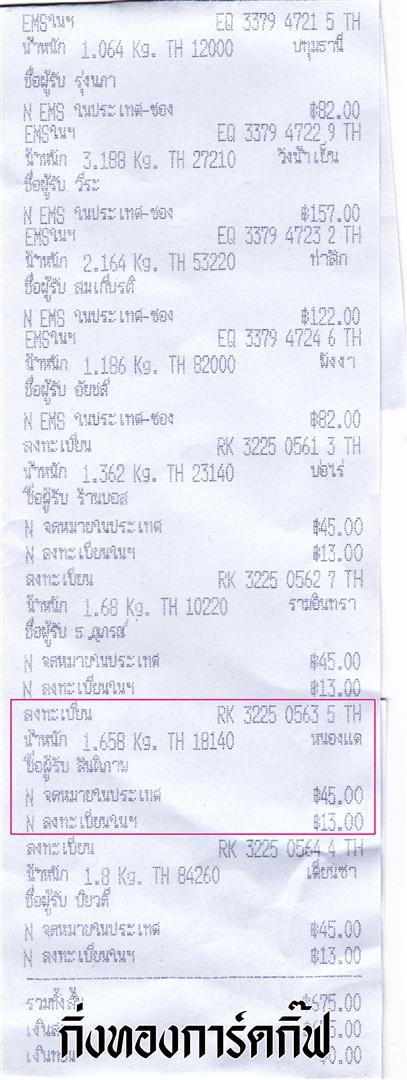 EMSในฯ EQ 3379 4721 5 TH
น้ำหนัก 1.064 Kg. TH 12000 ปทุมธานี
ชื่อผู้รับ รุ่งนภา
N EMS ในประเทศ-ซอง ฿82.00
EMSในฯ EQ 3379 4722 9 TH
น้ำหนัก 3.188 Kg. TH 27210 วังน้ำเย็น
ชื่อผู้รับ วีระ
N EMS ในประเทศ-ซอง ฿157.00
EMSในฯ EQ 3379 4723 2 TH
น้ำหนัก 2.164 Kg. TH 53220 ท่าสัก
ชื่อผู้รับ สมเกียรติ
N EMS ในประเทศ-ซอง ฿122.00
EMSในฯ EQ 3379 4724 6 TH
น้ำหนัก 1.186 Kg. TH 82000 พังงา
ชื่อผู้รับ
N EMS ในประเทศ-ซอง ฿82.00
ลงทะเบียน RK 3225 0561 3 TH
น้ำหนัก 1.362 Kg. TH 23140 บ่อไร่
ชื่อผู้รับ ร้านบอส
N จดหมายในประเทศ ฿45.00
N ลงทะเบียนในฯ ฿13.00
ลงทะเบียน RK 3225 0562 7 TH
น้ำหนัก 1.68 Kg. TH 10220 รามอินทรา
ชื่อผู้รับ
N จดหมายในประเทศ ฿45.00
N ลงทะเบียนในฯ ฿13.00
ลงทะเบียน RK 3225 0563 5 TH
น้ำหนัก 1.658 Kg. TH 18140 หนองแค
ชื่อผู้รับ สันติภาพ
N จดหมายในประเทศ ฿45.00
N ลงทะเบียนในฯ ฿13.00
ลงทะเบียน RK 3225 0564 4 TH
น้ำหนัก 1.8 Kg. TH 84260 เคียนซา
ชื่อผู้รับ ปิยวดี
N จดหมายในประเทศ ฿45.00
N ลงทะเบียนในฯ ฿13.00
รวมทั้งสิ้น ฿675.00
กิ่งทองการ์ดกิ๊ฟ